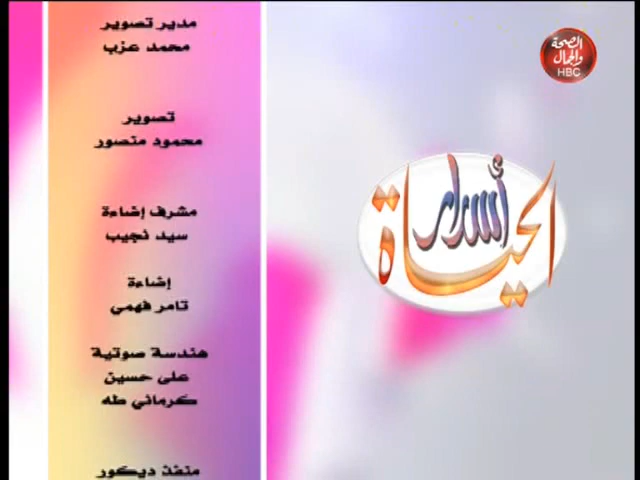 مدير تصوير
محمد عزب
تصوير
محمود منصور
مشرف إضاءة
سيد نجيب
إضاءة
تامر فهمى
هندسة صوتية
على حسين
كرماني طه
منفذ ديكور
الصحة
والجمال
HBC
أسرار
الحياة